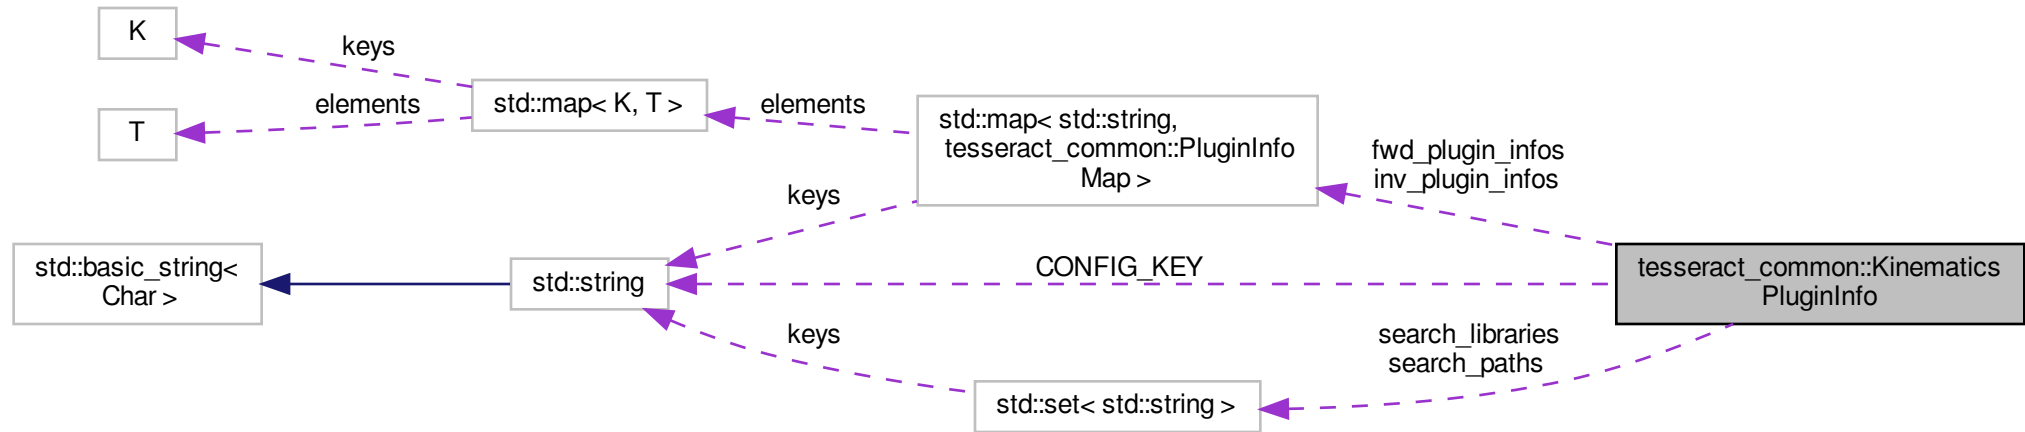 K
keys
T
elements
std::map< K, T >
elements
std::map< std::string,
tesseract_common::PluginInfo
Map >
fwd_plugin_infos
inv_plugin_infos
keys
std::basic_string<
Char >
std::string
CONFIG_KEY
tesseract_common::Kinematics
PluginInfo
keys
search_libraries
search_paths
std::set< std::string >